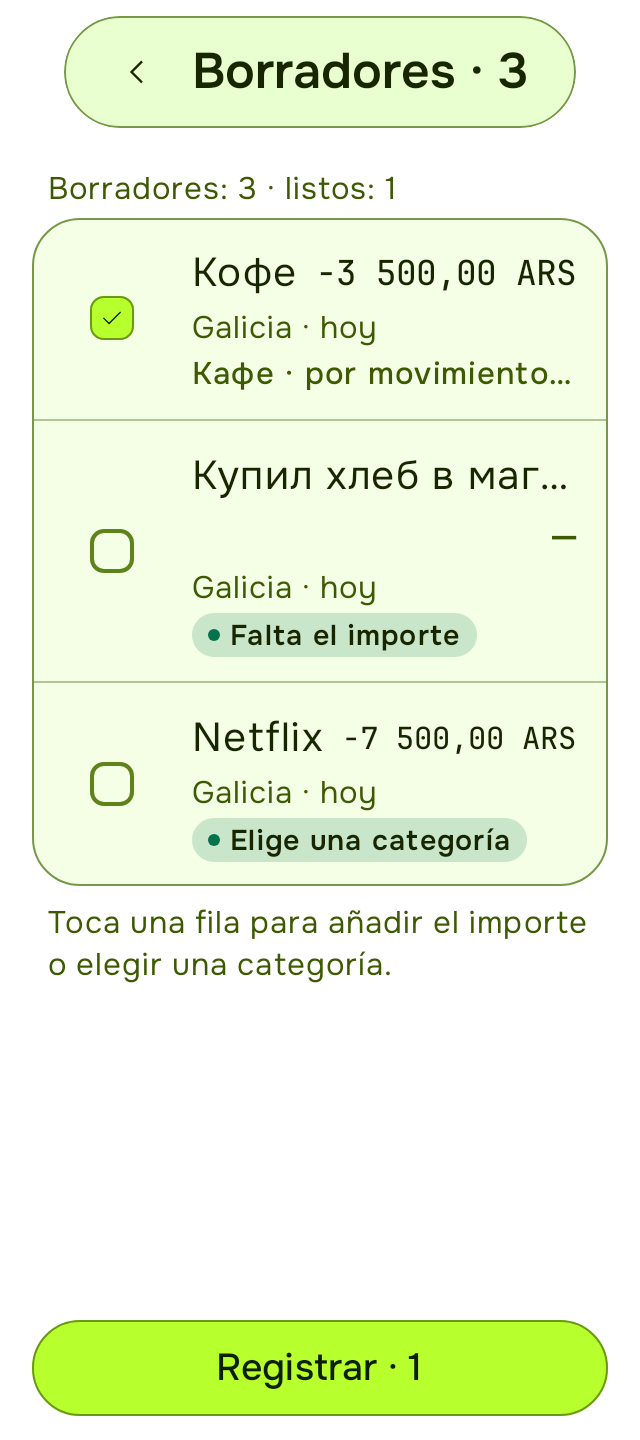 Borradores · 3
Borradores: 3 · listos: 1
Кофе -3 500,00 ARS
Galicia · hoy
Кафе · por movimiento…
Купил хлеб в маг…
—
Galicia · hoy
Falta el importe
Netflix -7 500,00 ARS
Galicia · hoy
Elige una categoría
Toca una fila para añadir el importe
o elegir una categoría.
Registrar · 1